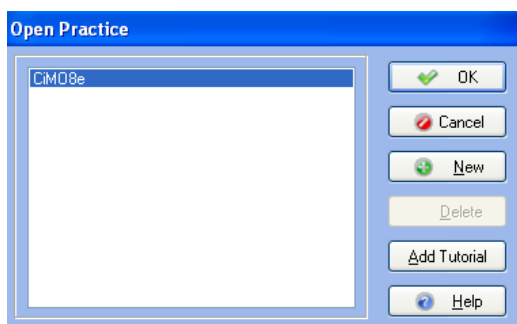 Open Practice
CiMO8e
OK
Cancel
New
Delete
Add Tutorial
Help